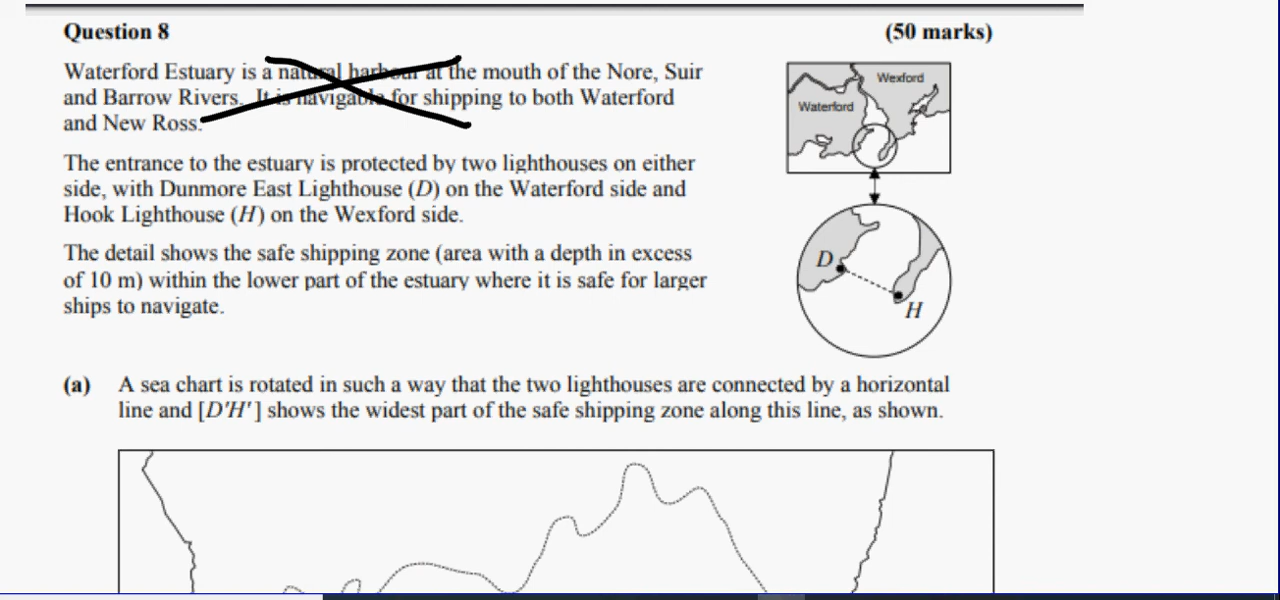 Question 8 (50 marks)
Waterford Estuary is a natural harbour at the mouth of the Nore, Suir
and Barrow Rivers. It is navigable for shipping to both Waterford
and New Ross.
Wexford
Waterford
The entrance to the estuary is protected by two lighthouses on either
side, with Dunmore East Lighthouse (D) on the Waterford side and
Hook Lighthouse (H) on the Wexford side.
The detail shows the safe shipping zone (area with a depth in excess
of 10 m) within the lower part of the estuary where it is safe for larger
ships to navigate.
D
H
(a) A sea chart is rotated in such a way that the two lighthouses are connected by a horizontal
line and [D′H′] shows the widest part of the safe shipping zone along this line, as shown.